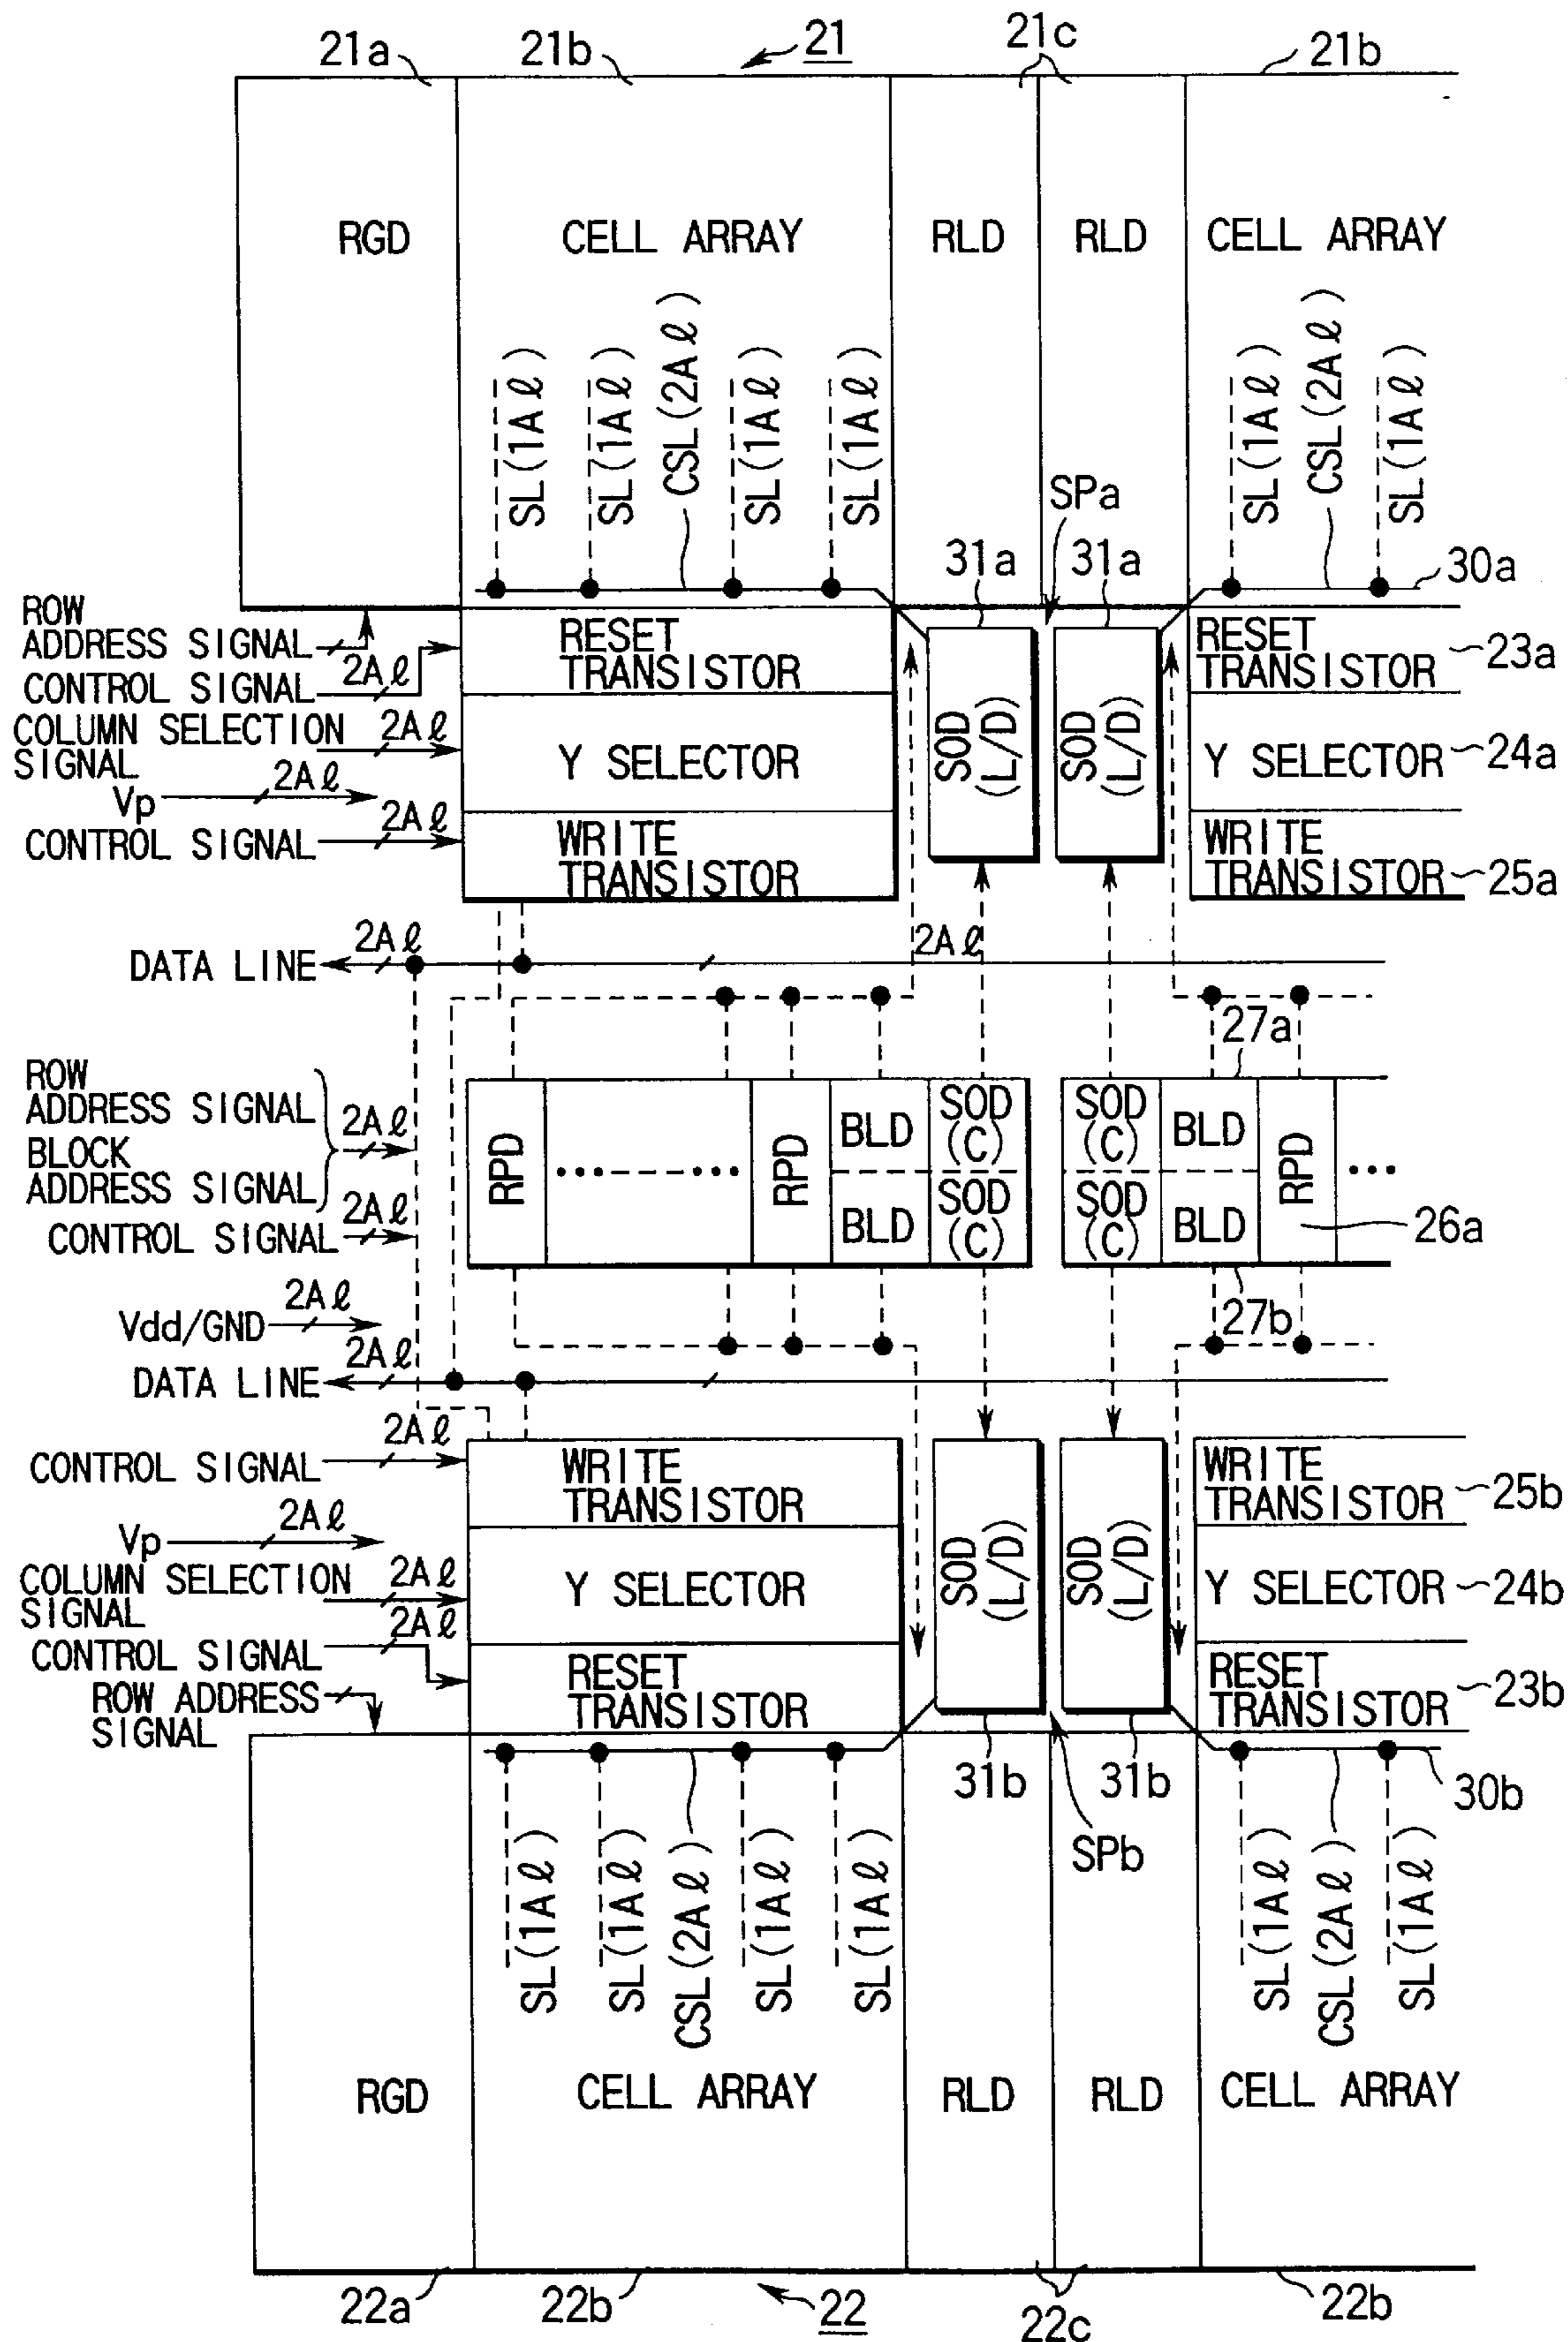 21a
21b
21
21c
21b
RGD
CELL ARRAY
RLD
RLD
CELL ARRAY
SL(1Aℓ)
SL(1Aℓ)
CSL(2Aℓ)
SL(1Aℓ)
SL(1Aℓ)
SL(1Aℓ)
CSL(2Aℓ)
SL(1Aℓ)
SPa
31a
31a
30a
ROW
ADDRESS SIGNAL
2Aℓ
CONTROL SIGNAL
RESET
TRANSISTOR
RESET
TRANSISTOR
23a
COLUMN SELECTION
SIGNAL
2Aℓ
Y SELECTOR
SOD
(L/D)
SOD
(L/D)
Y SELECTOR
24a
Vp
2Aℓ
CONTROL SIGNAL
2Aℓ
WRITE
TRANSISTOR
WRITE
TRANSISTOR
25a
DATA LINE
2Aℓ
2Aℓ
27a
ROW
ADDRESS SIGNAL
BLOCK
ADDRESS SIGNAL
2Aℓ
CONTROL SIGNAL
2Aℓ
RPD
RPD
BLD
SOD
(C)
SOD
(C)
BLD
RPD
BLD
SOD
(C)
SOD
(C)
BLD
26a
27b
Vdd/GND
2Aℓ
DATA LINE
2Aℓ
CONTROL SIGNAL
2Aℓ
WRITE
TRANSISTOR
WRITE
TRANSISTOR
25b
Vp
2Aℓ
COLUMN SELECTION
SIGNAL
2Aℓ
Y SELECTOR
SOD
(L/D)
SOD
(L/D)
Y SELECTOR
24b
CONTROL SIGNAL
2Aℓ
RESET
TRANSISTOR
RESET
TRANSISTOR
23b
ROW ADDRESS
SIGNAL
31b
31b
30b
SPb
SL(1Aℓ)
SL(1Aℓ)
CSL(2Aℓ)
SL(1Aℓ)
SL(1Aℓ)
SL(1Aℓ)
CSL(2Aℓ)
SL(1Aℓ)
RGD
CELL ARRAY
RLD
RLD
CELL ARRAY
22a
22b
22
22c
22b